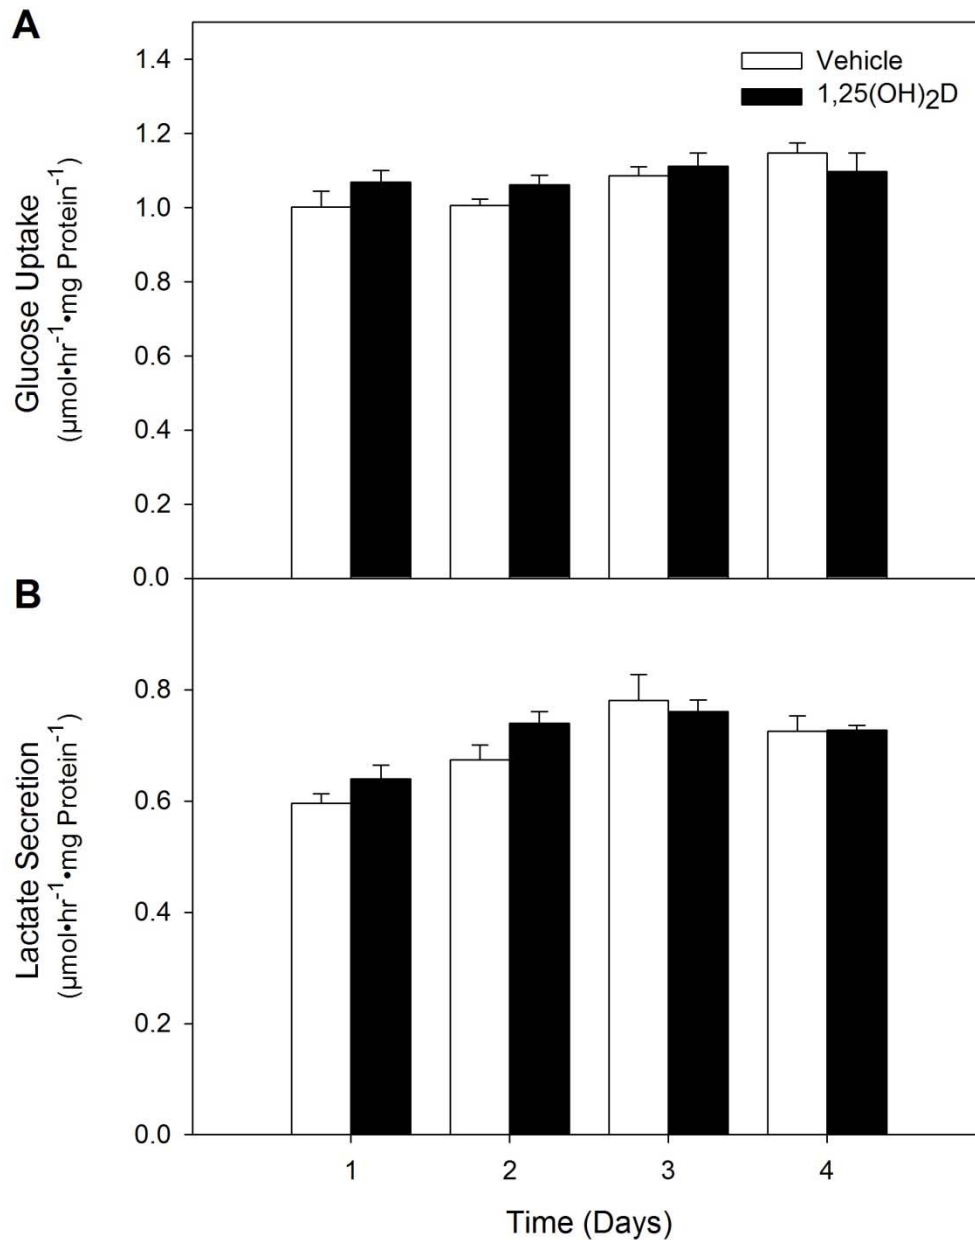 A
Vehicle
1,25(OH)₂D
Glucose Uptake
(µmol•hr⁻¹•mg Protein⁻¹)
1.4
1.2
1.0
0.8
0.6
0.4
0.2
0.0
B
Lactate Secretion
(µmol•hr⁻¹•mg Protein⁻¹)
0.8
0.6
0.4
0.2
0.0
1 2 3 4
Time (Days)